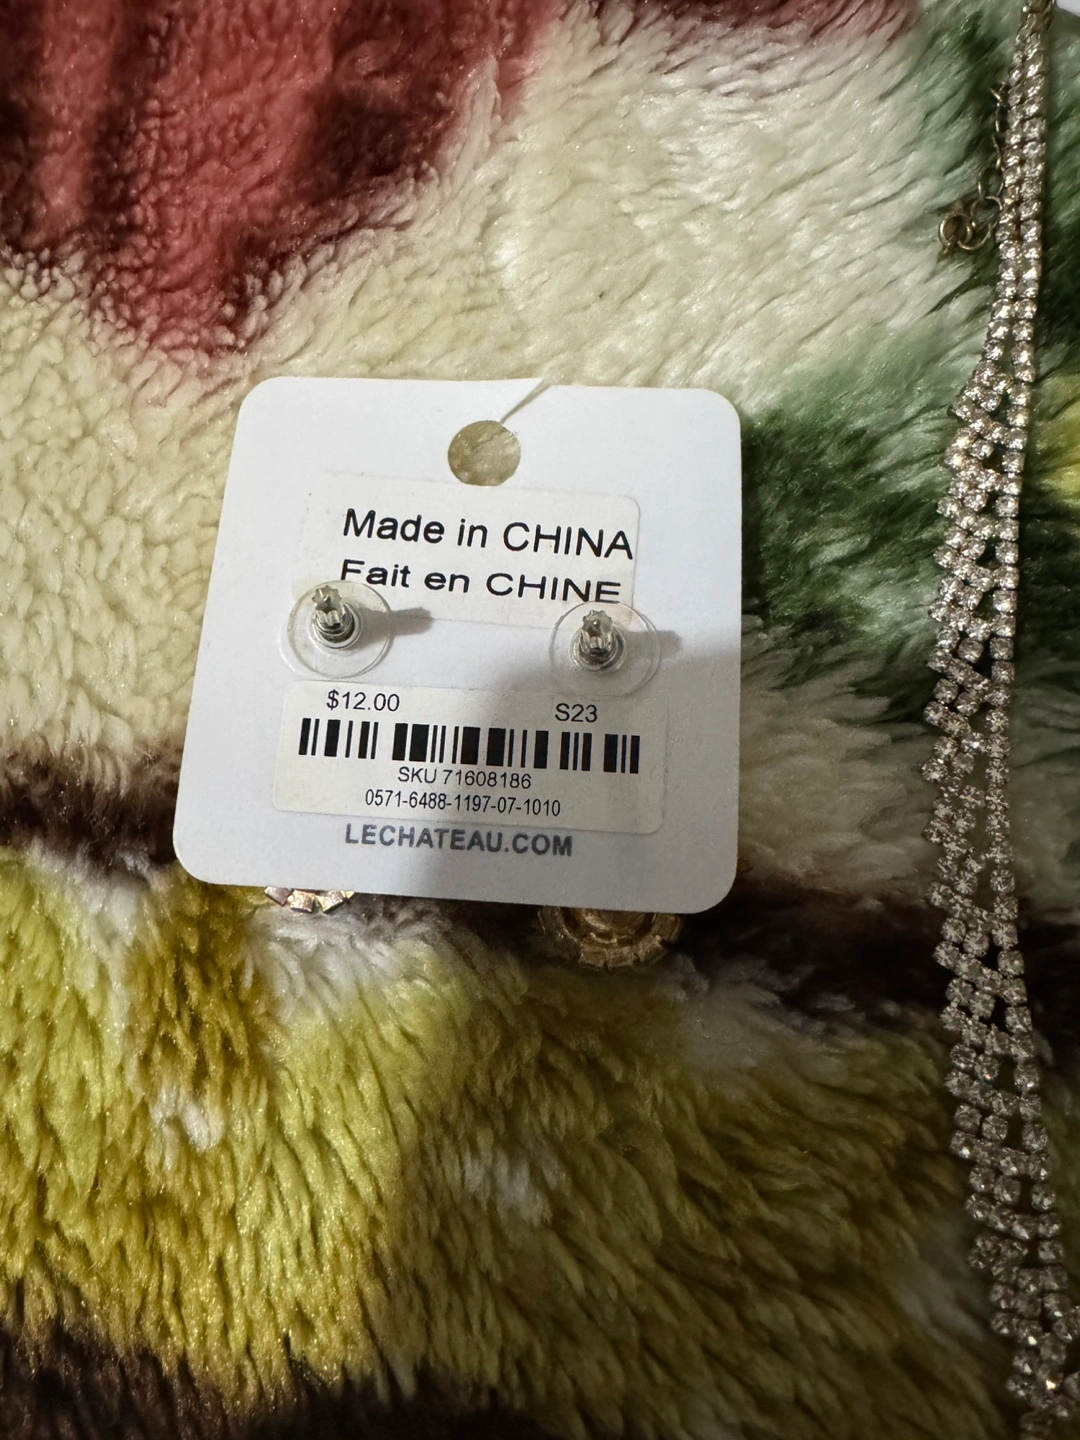 Made in CHINA
Fait en CHINE
$12.00 S23
SKU 71608186
0571-6488-1197-07-1010
LECHATEAU.COM